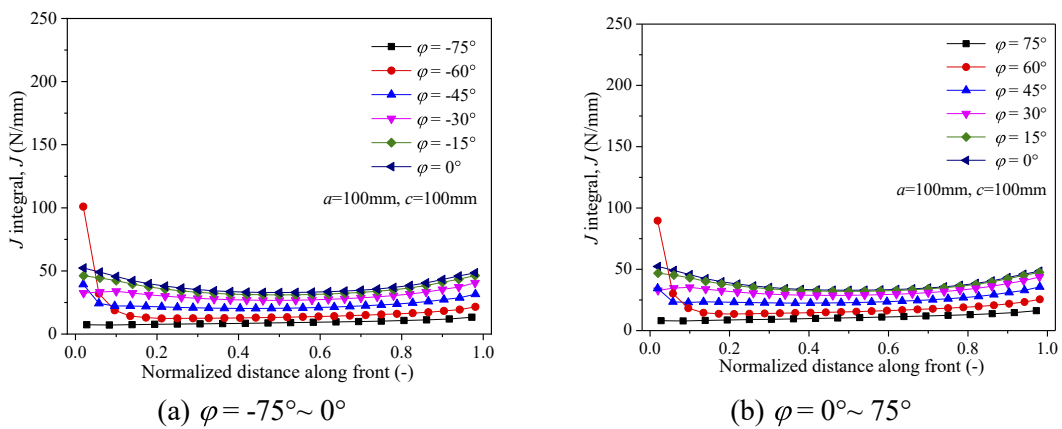 250
200
150
100
50
0
J integral, J (N/mm)
φ = -75°
φ = -60°
φ = -45°
φ = -30°
φ = -15°
φ = 0°
a=100mm, c=100mm
0.0 0.2 0.4 0.6 0.8 1.0
Normalized distance along front (-)
(a) φ = -75°~ 0°
250
200
150
100
50
0
J integral, J (N/mm)
φ = 75°
φ = 60°
φ = 45°
φ = 30°
φ = 15°
φ = 0°
a=100mm, c=100mm
0.0 0.2 0.4 0.6 0.8 1.0
Normalized distance along front (-)
(b) φ = 0°~ 75°